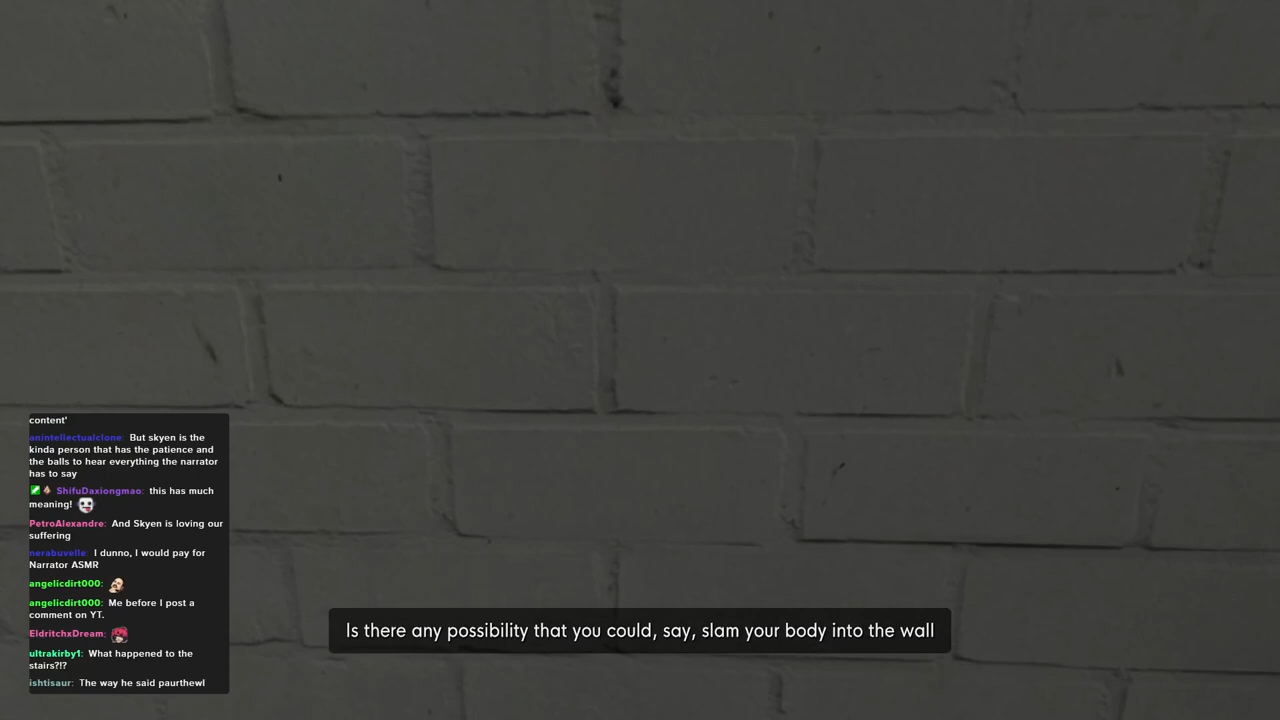 content'
anintellectualclone: But skyen is the
kinda person that has the patience and
the balls to hear everything the narrator
has to say
ShifuDaxiongmao: this has much
meaning!
PetroAlexandre: And Skyen is loving our
suffering
nerabuvelle: I dunno, I would pay for
Narrator ASMR
angelicdirt000:
angelicdirt000: Me before I post a
comment on YT.
EldritchxDream:
ultrakirby1: What happened to the
stairs?!?
ishtisaur: The way he said paurthewl
Is there any possibility that you could, say, slam your body into the wall